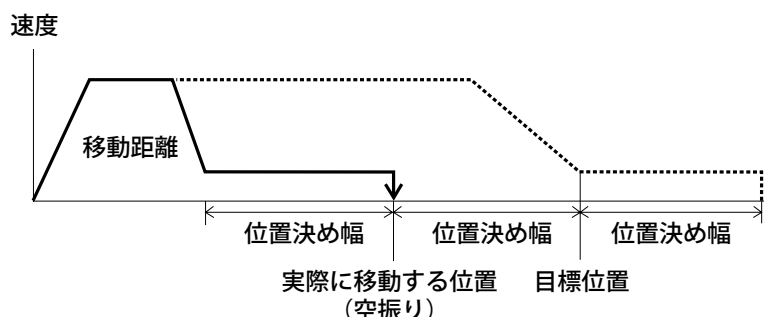 速度
移動距離
位置決め幅
位置決め幅
位置決め幅
実際に移動する位置
(空振り)
目標位置